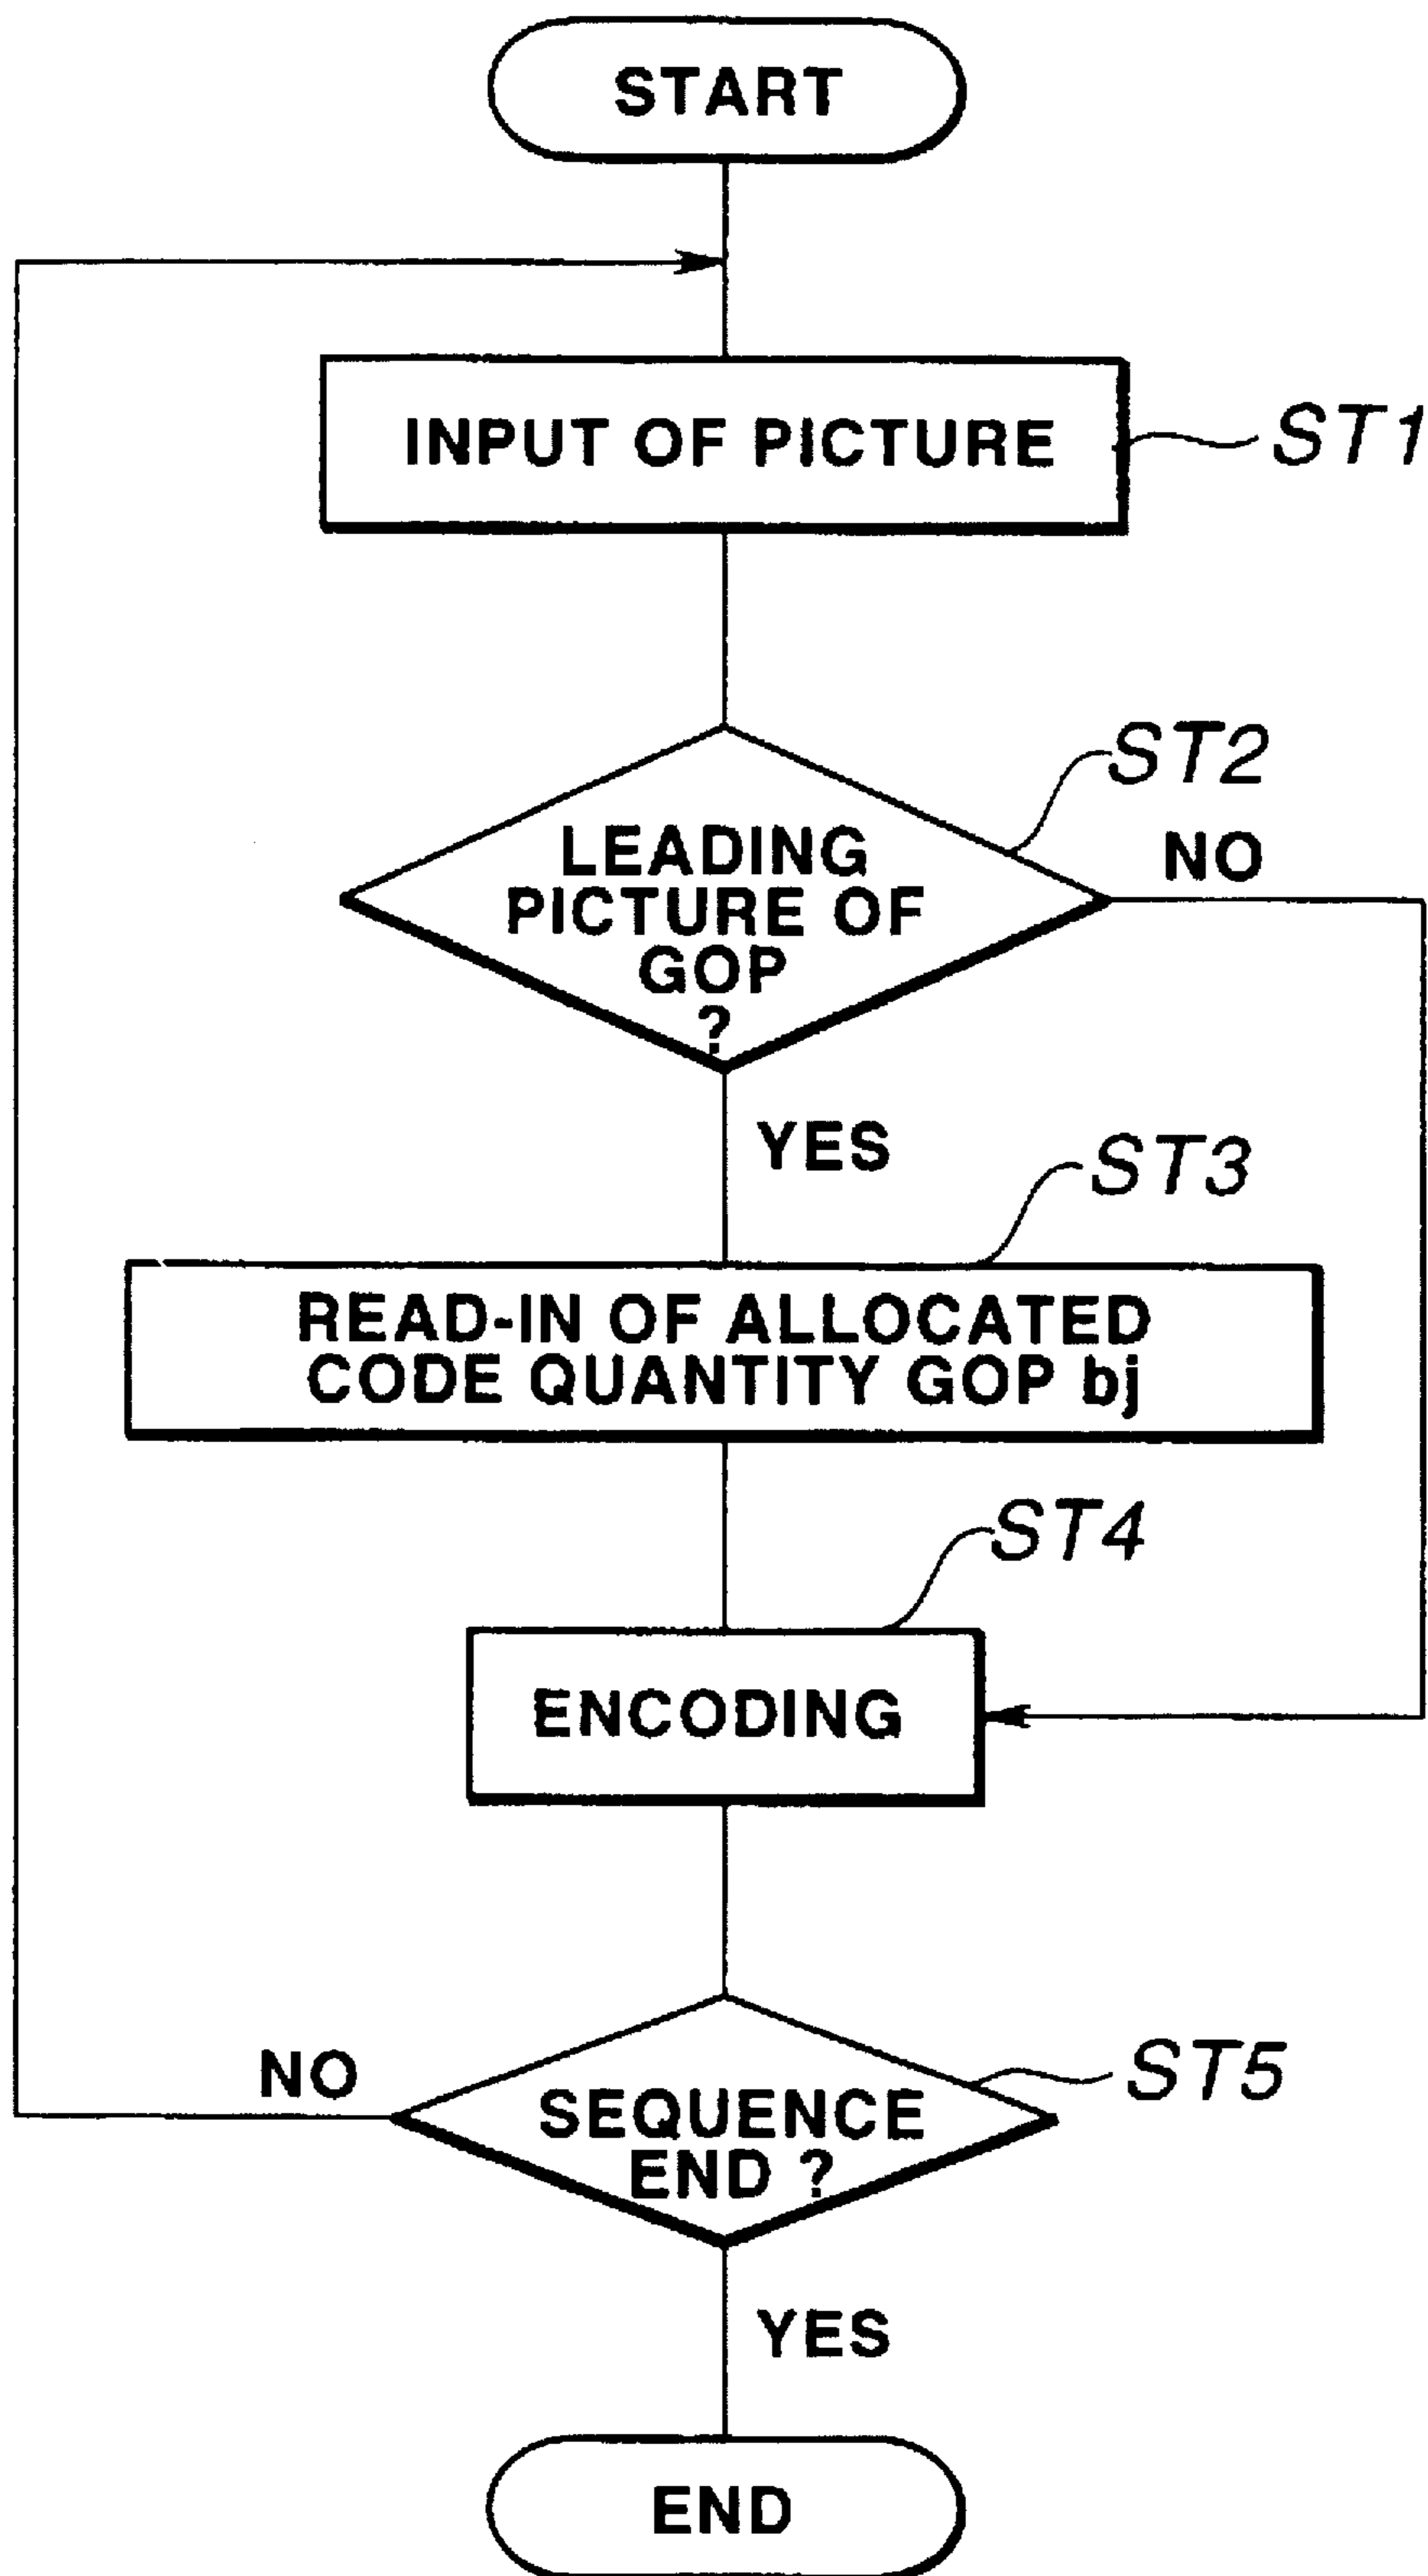 START
INPUT OF PICTURE
ST1
ST2
LEADING
PICTURE OF
GOP
?
NO
YES
ST3
READ-IN OF ALLOCATED
CODE QUANTITY GOP bj
ST4
ENCODING
NO
SEQUENCE
END ?
ST5
YES
END